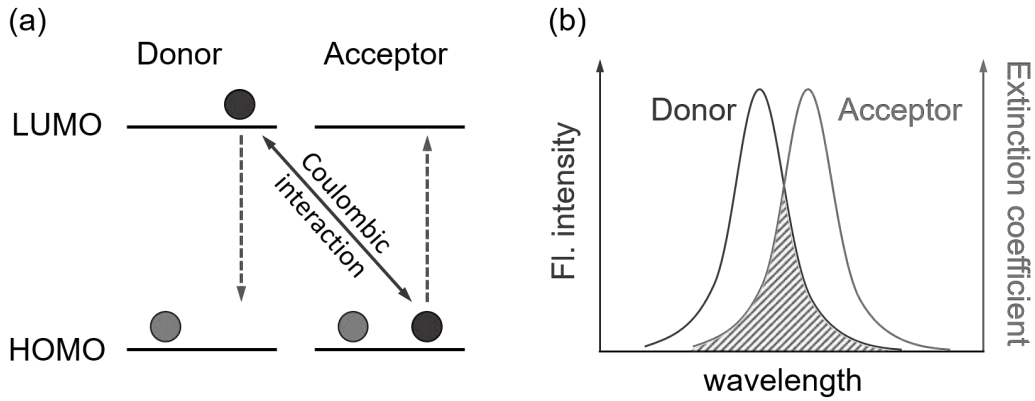 (a)
Donor
Acceptor
LUMO
Coulombic
interaction
HOMO
(b)
Donor
Acceptor
Fl. intensity
Extinction coefficient
wavelength